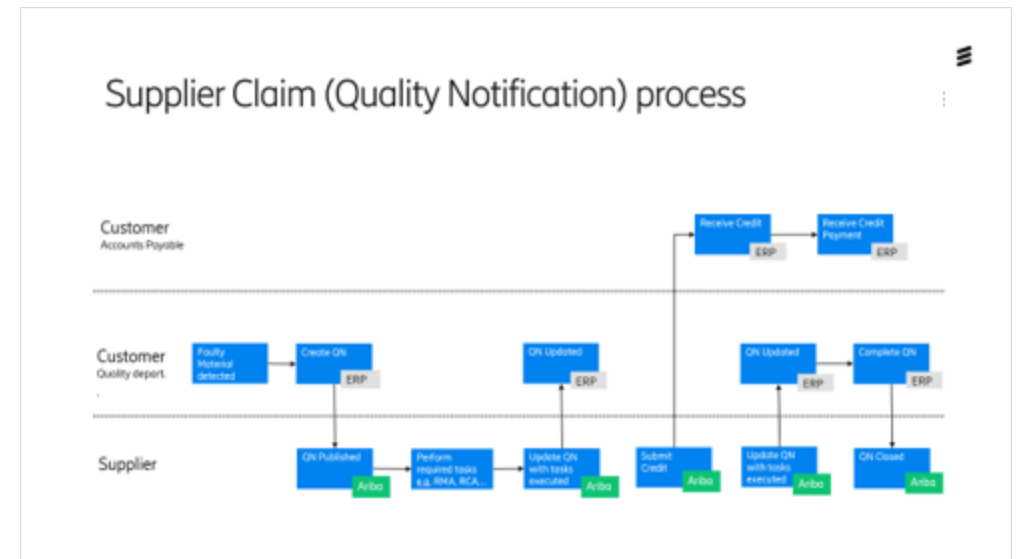 Supplier Claim (Quality Notification) process
Customer
Accounts Payable
Receive Credit
ERP
Receive Credit
Payment
ERP
Customer
Quality depart.
.
Faulty
Material
detected
Create QN
ERP
QN Updated
ERP
QN Updated
ERP
Complete QN
ERP
Supplier
QN Published
Ariba
Perform
required tasks
e.g, RMA, RCA,...
Update QN
with tasks
executed
Ariba
Submit
Credit
Ariba
Update QN
with tasks
executed
Ariba
QN Closed
Ariba